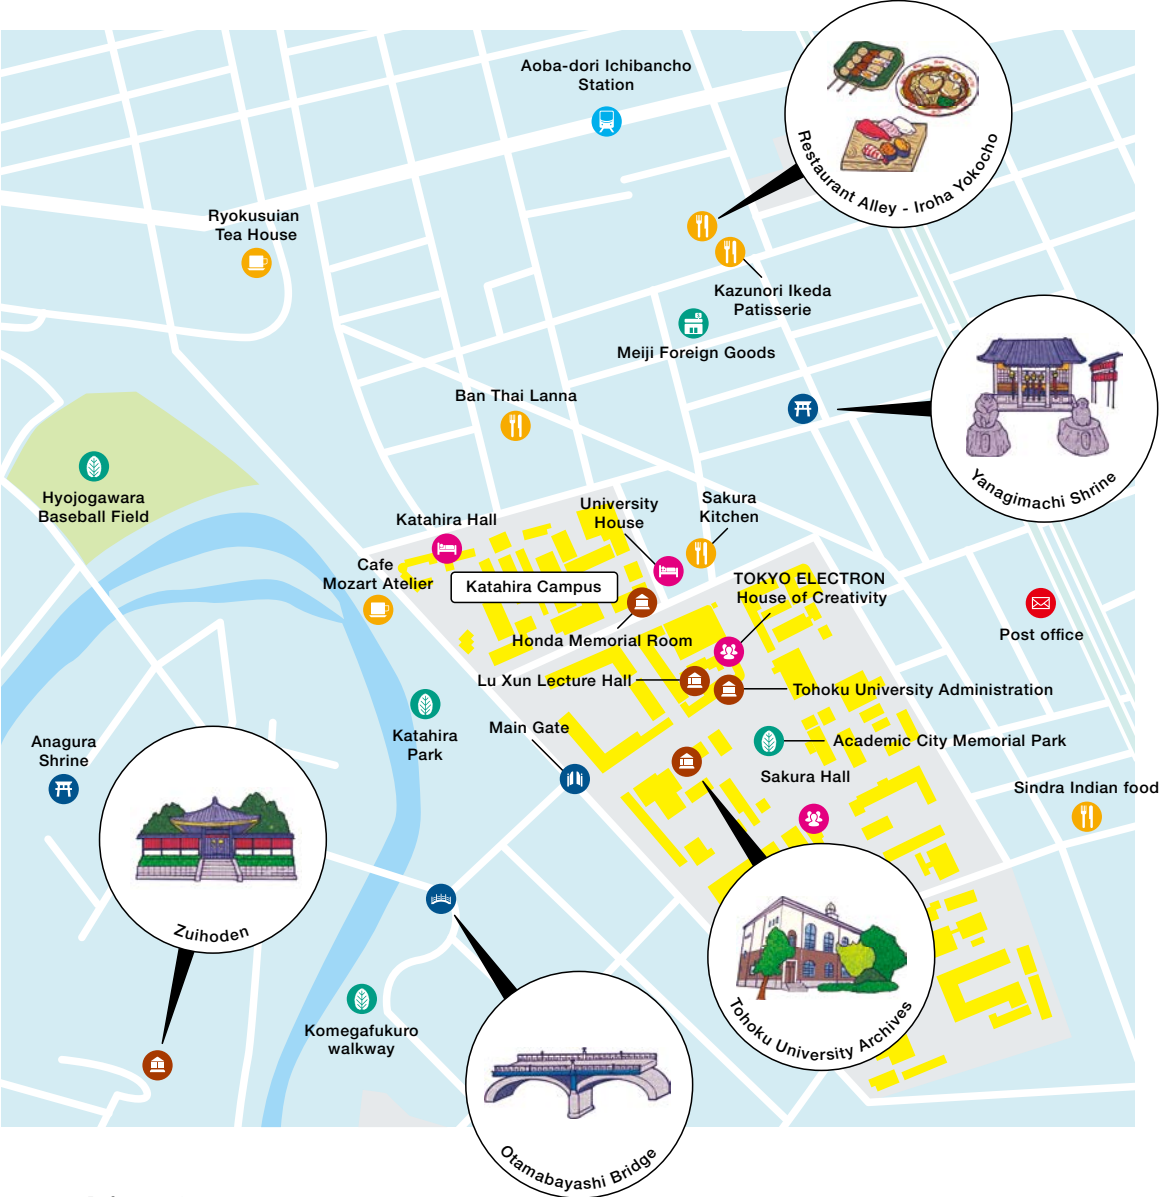 Aoba-dori Ichibancho
Station
Restaurant Alley - Iroha Yokocho
Ryokusuian
Tea House
Kazunori Ikeda
Patisserie
Meiji Foreign Goods
Ban Thai Lanna
Yanagimachi Shrine
Hyojogawara
Baseball Field
Katahira Hall
University
House
Sakura
Kitchen
Cafe
Mozart Atelier
Katahira Campus
TOKYO ELECTRON
House of Creativity
Honda Memorial Room
Post office
Lu Xun Lecture Hall
Tohoku University Administration
Katahira
Park
Main Gate
Academic City Memorial Park
Anagura
Shrine
Sakura Hall
Sindra Indian food
Zuihoden
Tohoku University Archives
Komegafukuro
walkway
Otamabayashi Bridge